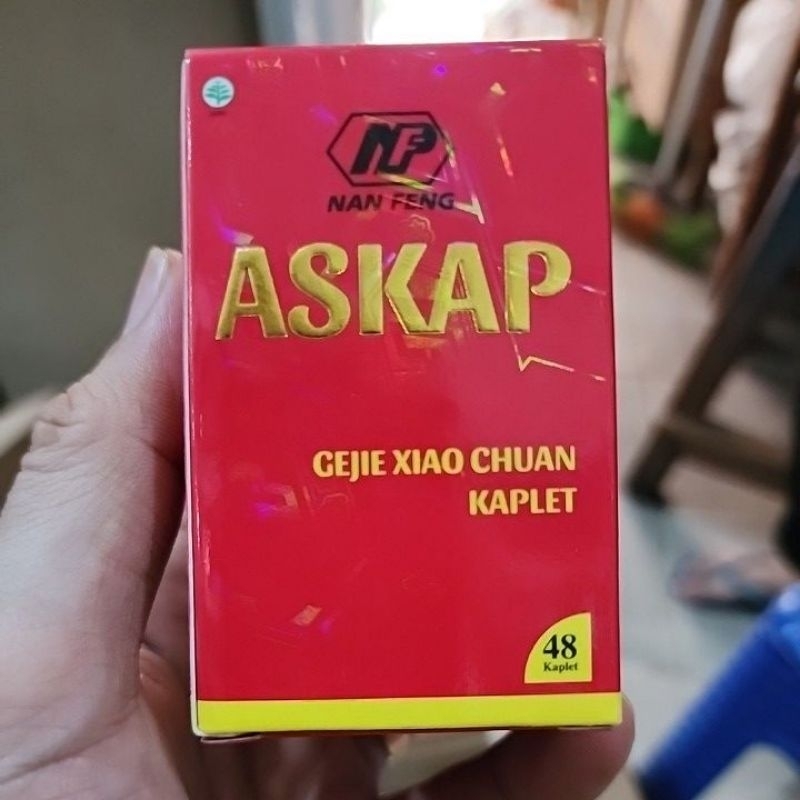 NF
NAN FENG
ASKAP
GEJIE XIAO CHUAN
KAPLET
48
Kaplet